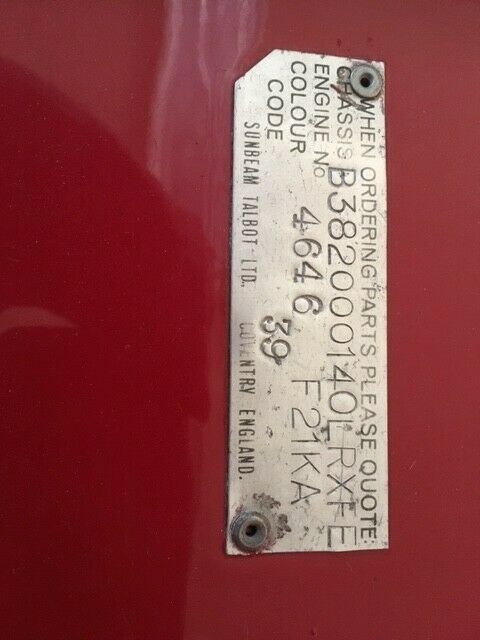 WHEN ORDERING PARTS PLEASE QUOTE:
CHASSIS B382000140LRXFE
ENGINE No 4646 F21KA
COLOUR CODE 39
SUNBEAM TALBOT LTD. COVENTRY ENGLAND.